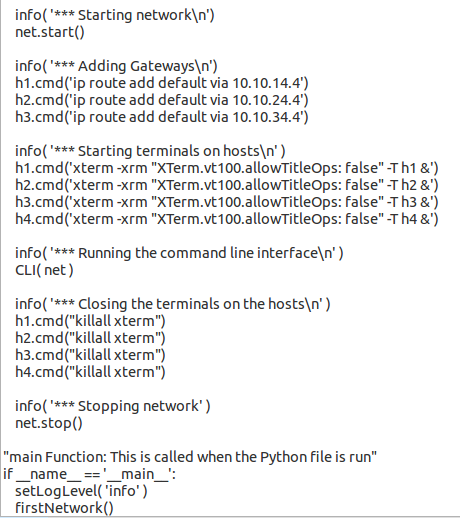 info( '*** Starting network\n')
net.start()
info( '*** Adding Gateways\n')
h1.cmd('ip route add default via 10.10.14.4')
h2.cmd('ip route add default via 10.10.24.4')
h3.cmd('ip route add default via 10.10.34.4')
info( '*** Starting terminals on hosts\n' )
h1.cmd('xterm -xrm "XTerm.vt100.allowTitleOps: false" -T h1 &')
h2.cmd('xterm -xrm "XTerm.vt100.allowTitleOps: false" -T h2 &')
h3.cmd('xterm -xrm "XTerm.vt100.allowTitleOps: false" -T h3 &')
h4.cmd('xterm -xrm "XTerm.vt100.allowTitleOps: false" -T h4 &')
info( '*** Running the command line interface\n' )
CLI( net )
info( '*** Closing the terminals on the hosts\n' )
h1.cmd("killall xterm")
h2.cmd("killall xterm")
h3.cmd("killall xterm")
h4.cmd("killall xterm")
info( '*** Stopping network' )
net.stop()
"main Function: This is called when the Python file is run"
if __name__ == '__main__':
setLogLevel( 'info' )
firstNetwork()